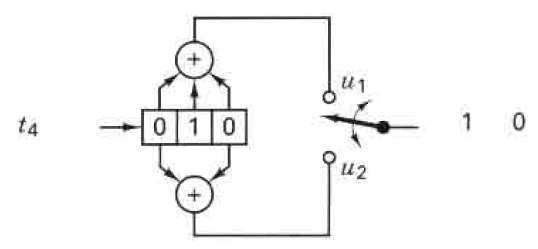 +
u₁
t₄ 0 1 0 1 0
u₂
+